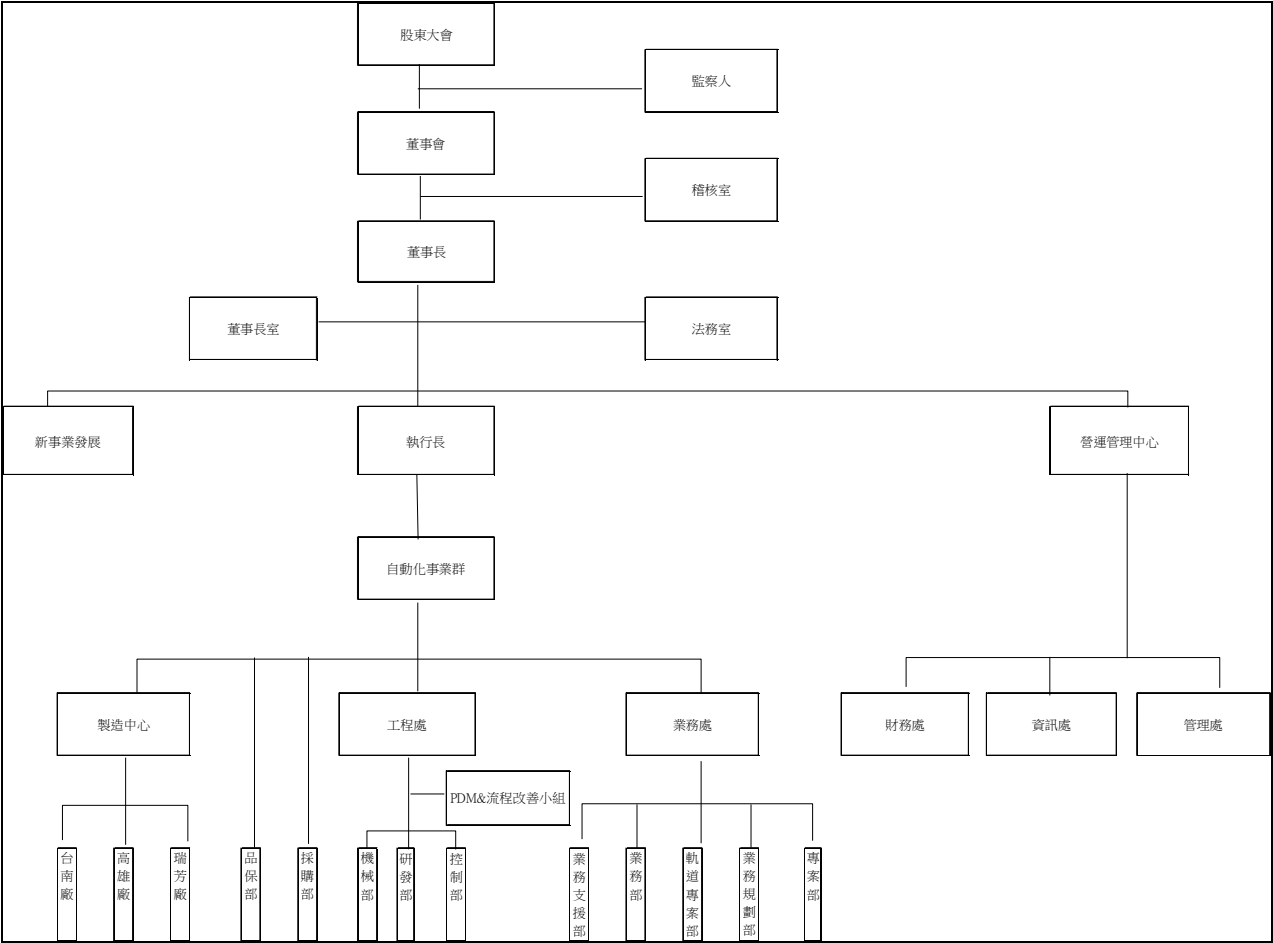 股東大會
監察人
董事會
稽核室
董事長
董事長室
法務室
新事業發展
執行長
營運管理中心
自動化事業群
製造中心
工程處
業務處
財務處
資訊處
管理處
PDM&流程改善小組
台南廠
高雄廠
瑞芳廠
品保部
採購部
機械部
研發部
控制部
業務支援部
業務部
軌道專案部
業務規劃部
專案部